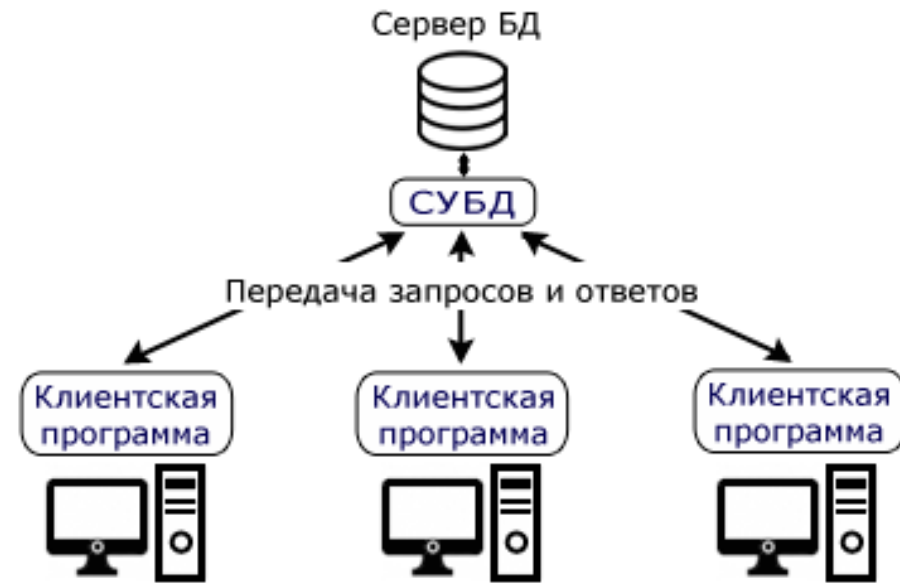 Сервер БД
СУБД
Передача запросов и ответов
Клиентская
программа
Клиентская
программа
Клиентская
программа